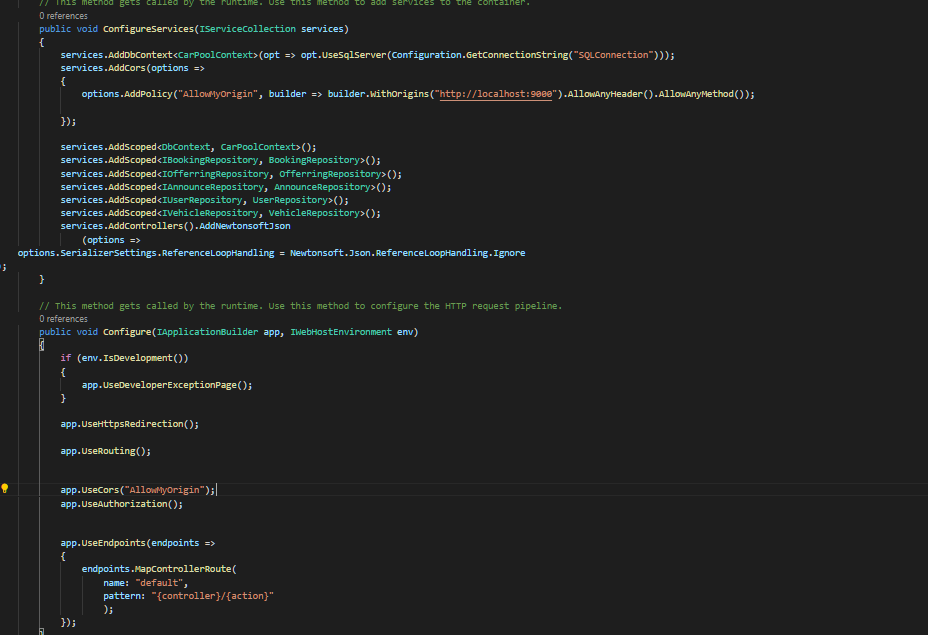 // This method gets called by the runtime. Use this method to add services to the container.
0 references
public void ConfigureServices(IServiceCollection services)
{
services.AddDbContext<CarPoolContext>(opt => opt.UseSqlServer(Configuration.GetConnectionString("SQLConnection")));
services.AddCors(options =>
{
options.AddPolicy("AllowMyOrigin", builder => builder.WithOrigins("http://localhost:9000").AllowAnyHeader().AllowAnyMethod());
});
services.AddScoped<DbContext, CarPoolContext>();
services.AddScoped<IBookingRepository, BookingRepository>();
services.AddScoped<IOfferringRepository, OfferringRepository>();
services.AddScoped<IAnnounceRepository, AnnounceRepository>();
services.AddScoped<IUserRepository, UserRepository>();
services.AddScoped<IVehicleRepository, VehicleRepository>();
services.AddControllers().AddNewtonsoftJson
(options =>
options.SerializerSettings.ReferenceLoopHandling = Newtonsoft.Json.ReferenceLoopHandling.Ignore
);
}
// This method gets called by the runtime. Use this method to configure the HTTP request pipeline.
0 references
public void Configure(IApplicationBuilder app, IWebHostEnvironment env)
{
if (env.IsDevelopment())
{
app.UseDeveloperExceptionPage();
}
app.UseHttpsRedirection();
app.UseRouting();
app.UseCors("AllowMyOrigin");
app.UseAuthorization();
app.UseEndpoints(endpoints =>
{
endpoints.MapControllerRoute(
name: "default",
pattern: "{controller}/{action}"
);
});
}